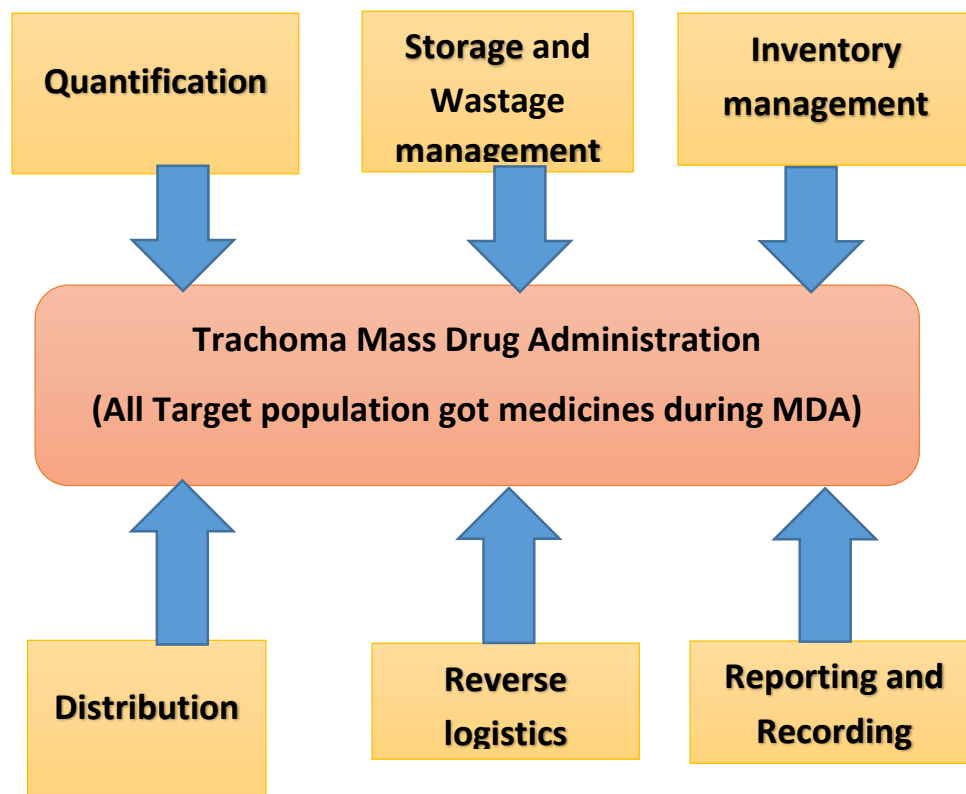 Quantification
Storage and
Wastage
management
Inventory
management
Trachoma Mass Drug Administration
(All Target population got medicines during MDA)
Distribution
Reverse
logistics
Reporting and
Recording